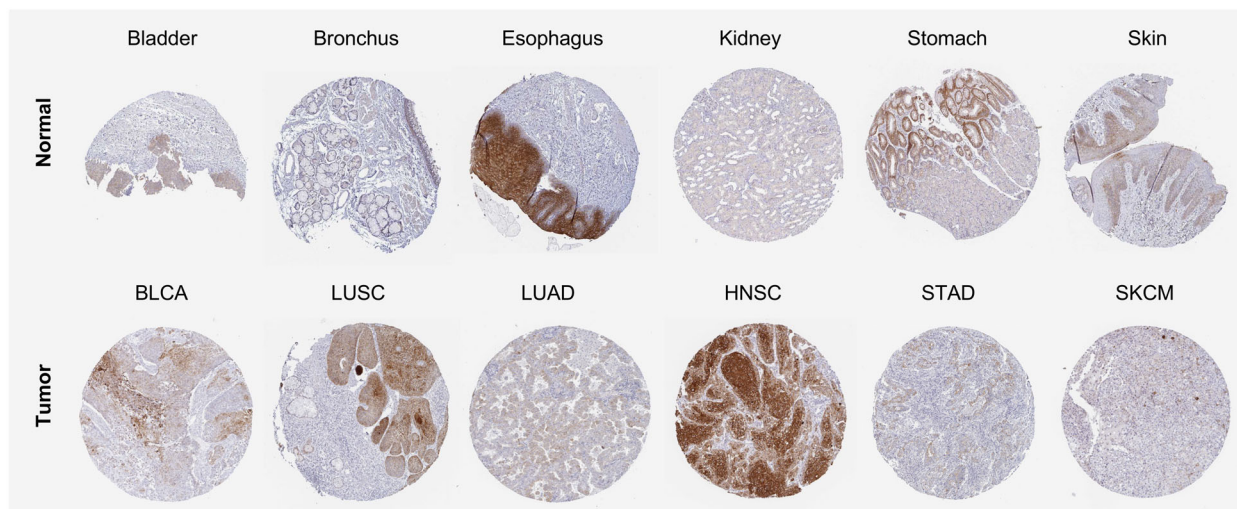 Bladder Bronchus Esophagus Kidney Stomach Skin
Normal
BLCA LUSC LUAD HNSC STAD SKCM
Tumor